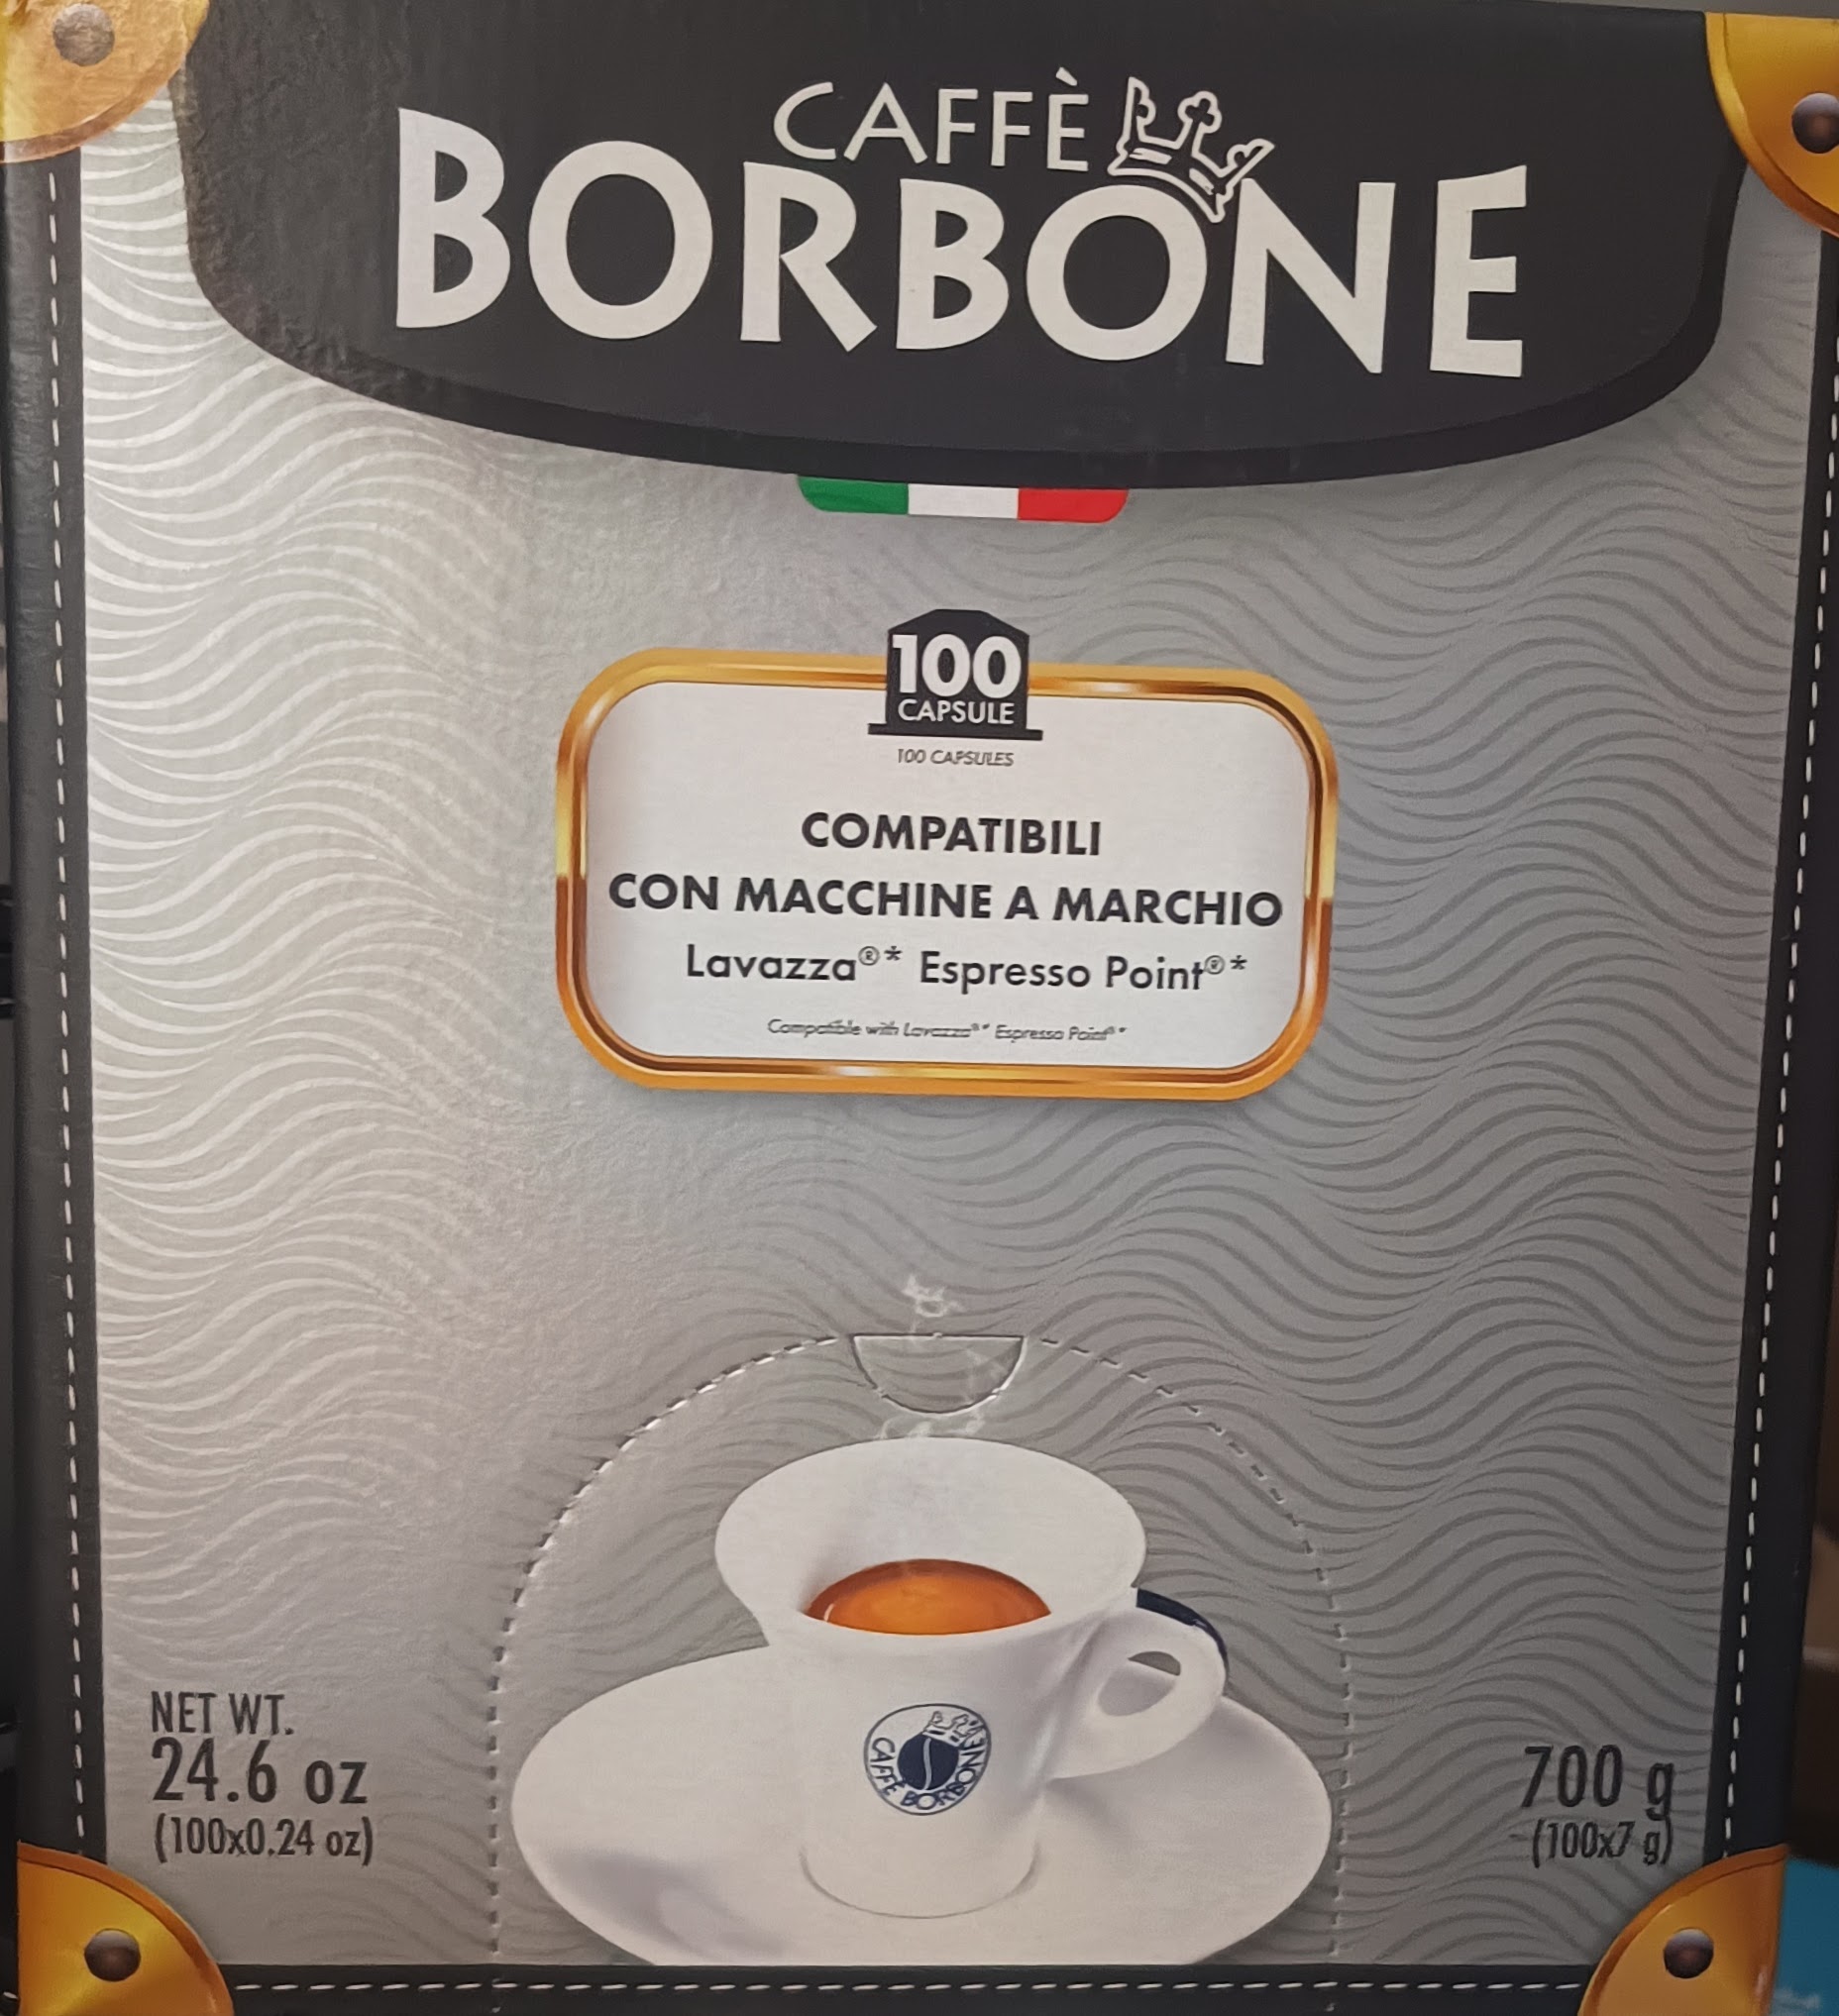 CAFFÈ
BORBONE
100
CAPSULE
100 CAPSULES
COMPATIBILI
CON MACCHINE A MARCHIO
Lavazza®* Espresso Point®*
Compatible with Lavazza®* Espresso Point®*
CAFFÈ BORBONE
NET WT.
24.6 oz
(100x0.24 oz)
700 g
(100x7 g)